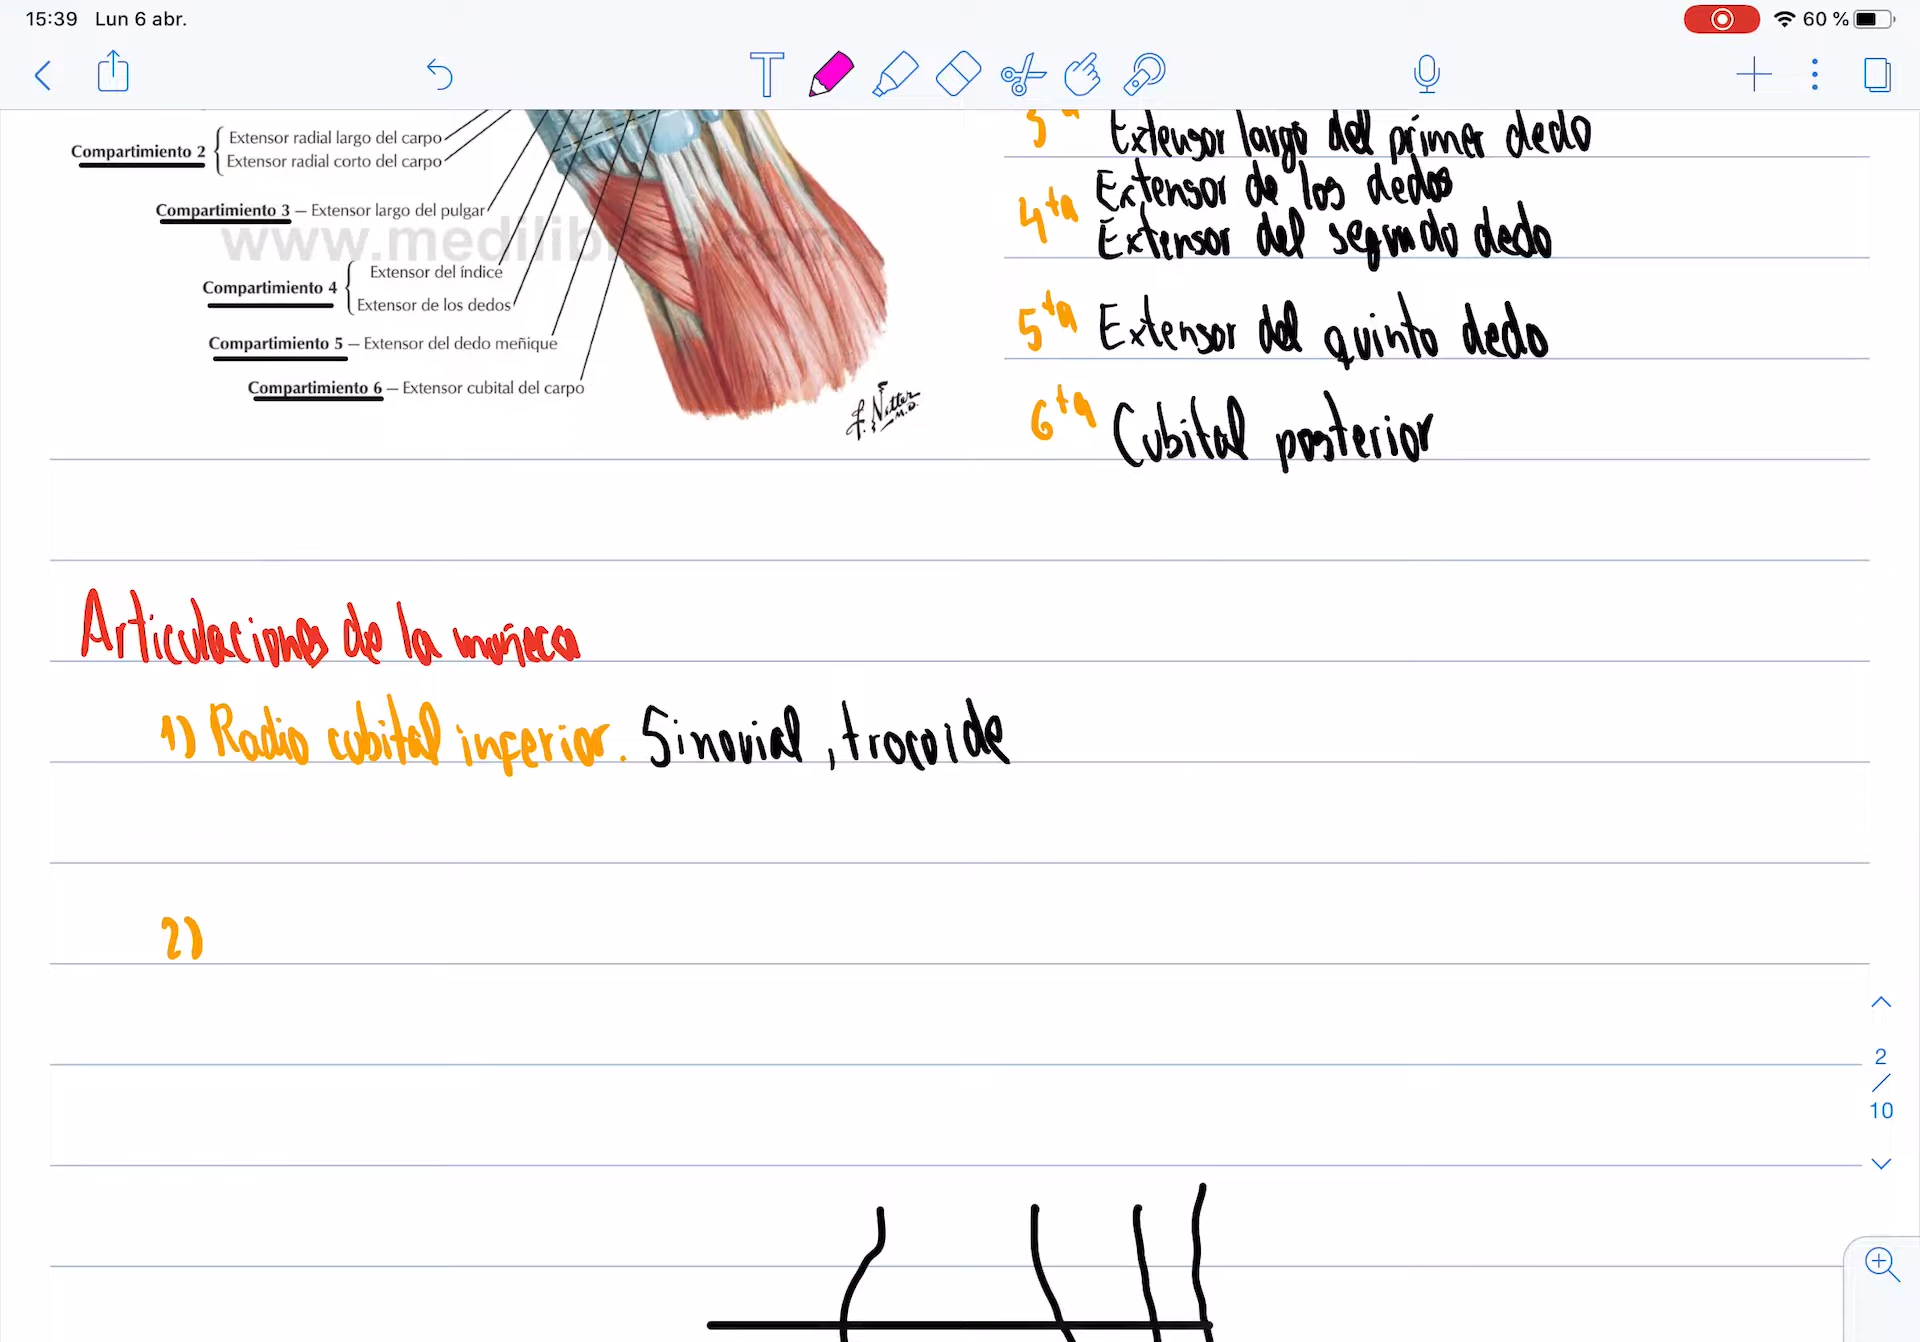 15:39 Lun 6 abr.
60 %
Compartimiento 2
Extensor radial largo del carpo
Extensor radial corto del carpo
Compartimiento 3 — Extensor largo del pulgar
www.medilib
Compartimiento 4
Extensor del índice
Extensor de los dedos
Compartimiento 5 — Extensor del dedo meñique
Compartimiento 6 — Extensor cubital del carpo
F. Netter M.D.
Extensor largo del primer dedo
4ta Extensor de los dedos
Extensor del segundo dedo
5ta Extensor del quinto dedo
6ta Cubital posterior
Articulaciones de la muñeca
1) Radio cubital inferior. Sinovial, trocoide
2)
2
/
10